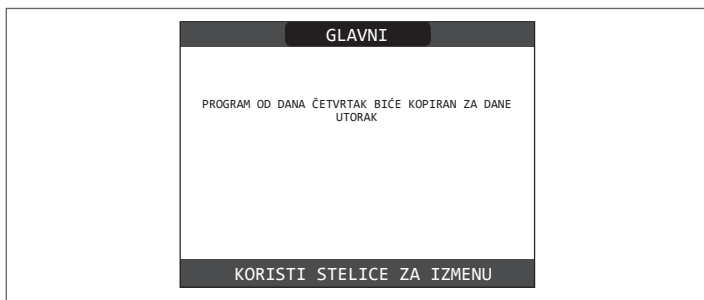 GLAVNI
PROGRAM OD DANA ČETVRTAK BIĆE KOPIRAN ZA DANE
UTORAK
KORISTI STELICE ZA IZMENU